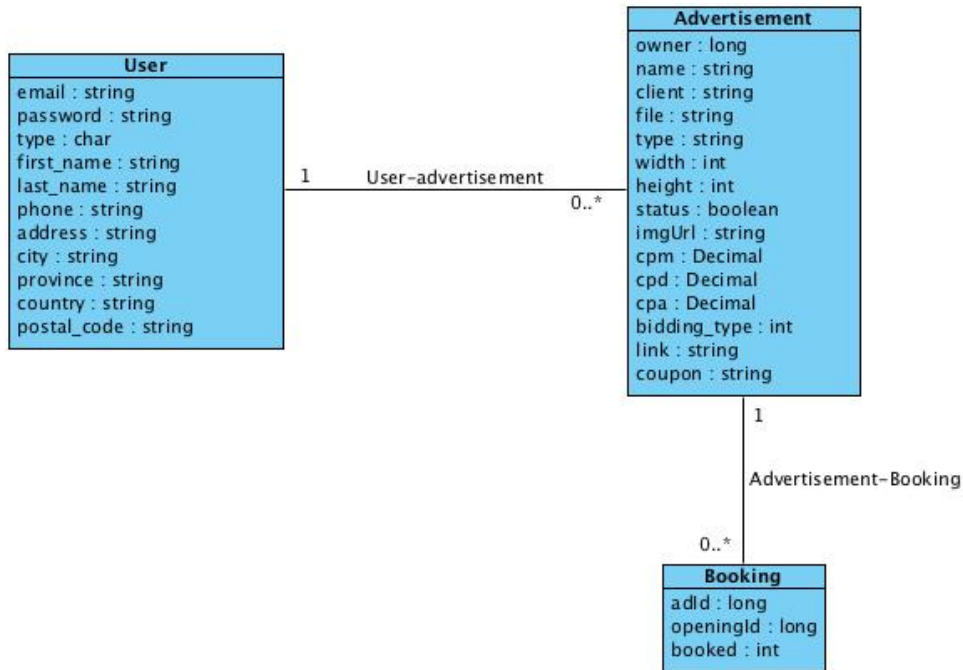 User
email : string
password : string
type : char
first_name : string
last_name : string
phone : string
address : string
city : string
province : string
country : string
postal_code : string
1
User-advertisement
0..*
Advertisement
owner : long
name : string
client : string
file : string
type : string
width : int
height : int
status : boolean
imgUrl : string
cpm : Decimal
cpd : Decimal
cpa : Decimal
bidding_type : int
link : string
coupon : string
1
Advertisement-Booking
0..*
Booking
adId : long
openingId : long
booked : int